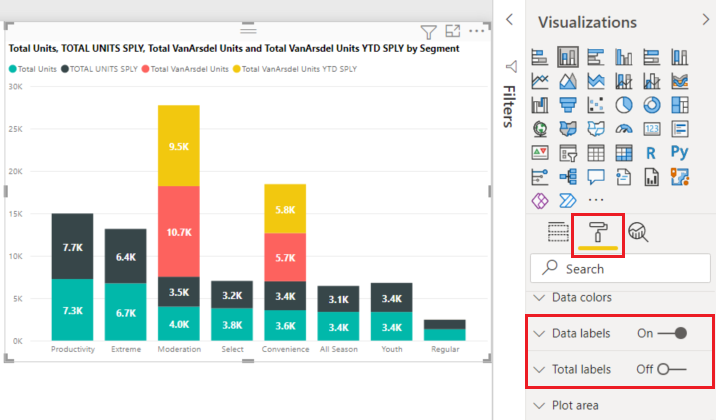 Total Units, TOTAL UNITS SPLY, Total VanArsdel Units and Total VanArsdel Units YTD SPLY by Segment
Total Units TOTAL UNITS SPLY Total VanArsdel Units Total VanArsdel Units YTD SPLY
30K
25K
20K
15K
10K
5K
0K
7.7K
7.3K
6.4K
6.7K
9.5K
10.7K
3.5K
4.0K
3.2K
3.8K
5.8K
5.7K
3.4K
3.6K
3.1K
3.4K
3.4K
3.4K
Productivity Extreme Moderation Select Convenience All Season Youth Regular
Filters
Visualizations
123
R Py
Search
Data colors
Data labels On
Total labels Off
Plot area